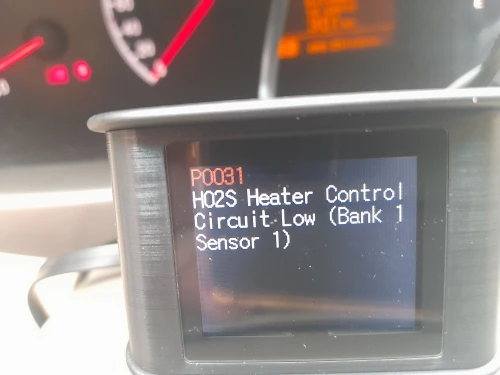 P0031
HO2S Heater Control
Circuit Low (Bank 1
Sensor 1)